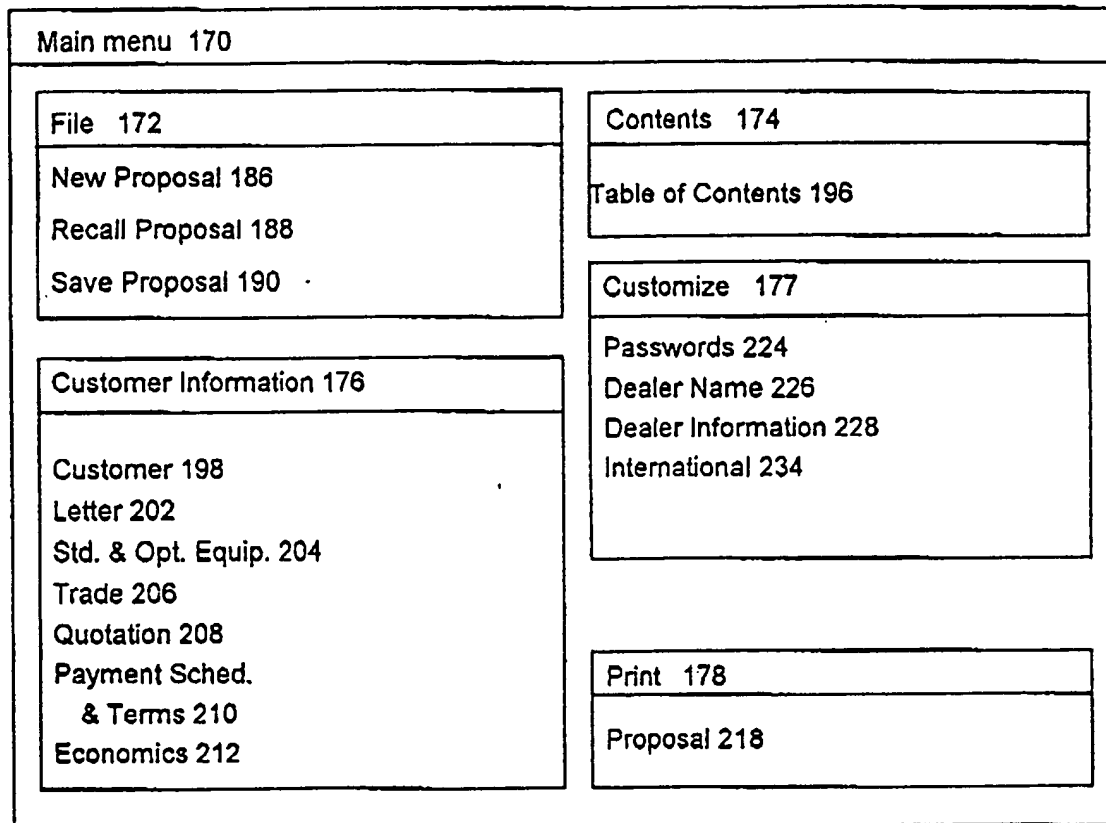 Main menu 170
File 172
New Proposal 186
Recall Proposal 188
Save Proposal 190
Customer Information 176
Customer 198
Letter 202
Std. & Opt. Equip. 204
Trade 206
Quotation 208
Payment Sched.
& Terms 210
Economics 212
Contents 174
Table of Contents 196
Customize 177
Passwords 224
Dealer Name 226
Dealer Information 228
International 234
Print 178
Proposal 218